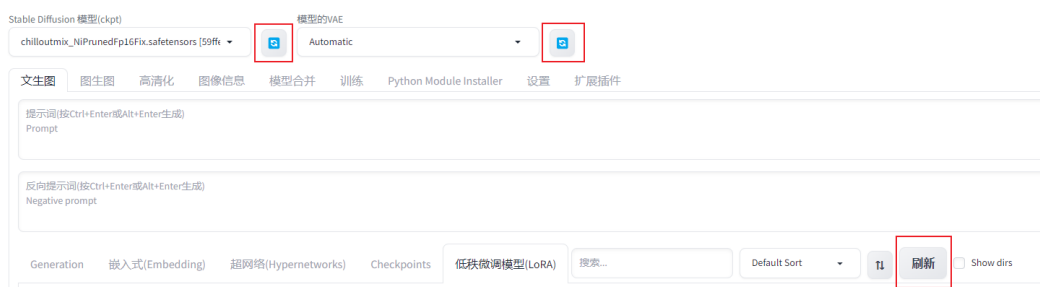 Stable Diffusion 模型(ckpt) 模型的VAE
chilloutmix_NiPrunedFp16Fix.safetensors [59ffe Automatic
文生图 图生图 高清化 图像信息 模型合并 训练 Python Module Installer 设置 扩展插件
提示词(按Ctrl+Enter或Alt+Enter生成)
Prompt
反向提示词(按Ctrl+Enter或Alt+Enter生成)
Negative prompt
Generation 嵌入式(Embedding) 超网络(Hypernetworks) Checkpoints 低秩微调模型(LoRA) 搜索... Default Sort 刷新 Show dirs